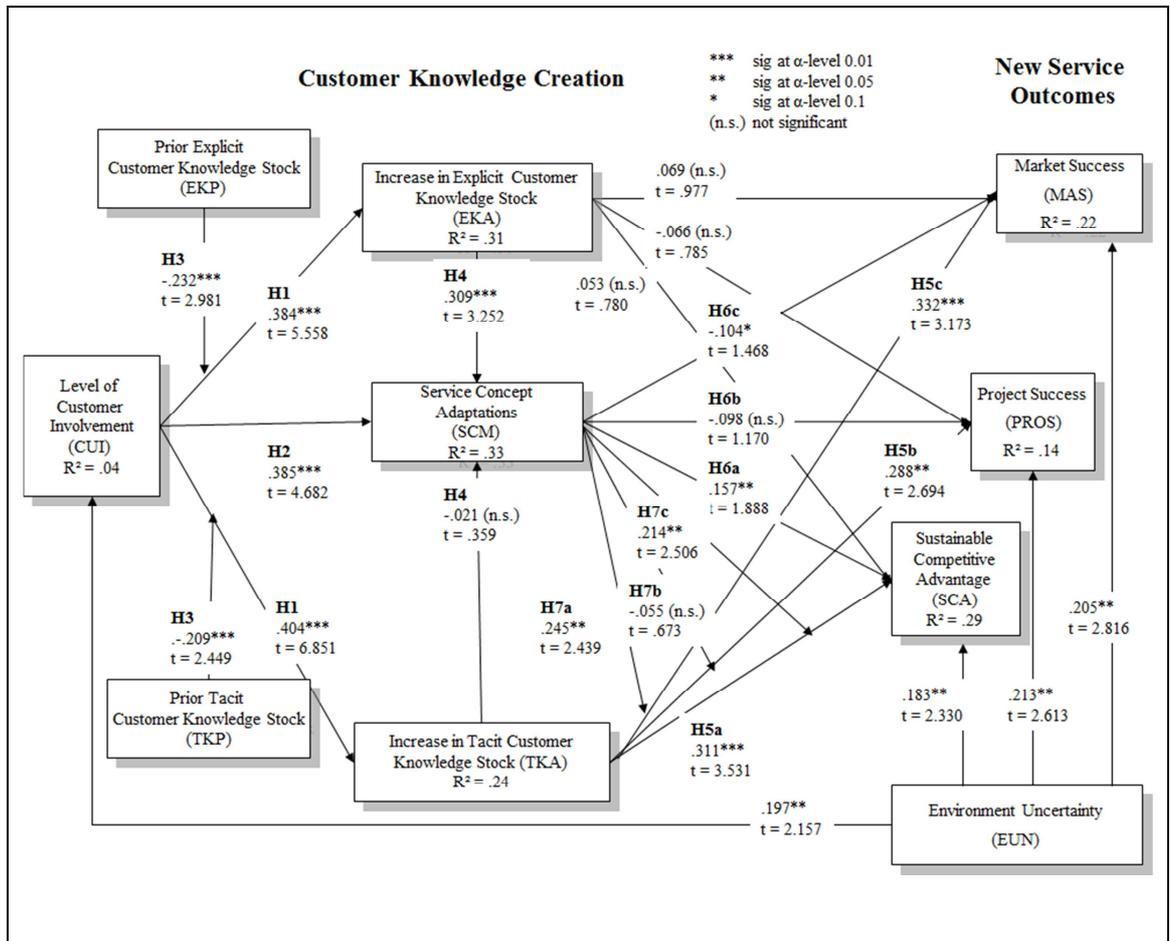 Customer Knowledge Creation
*** sig at α-level 0.01
** sig at α-level 0.05
* sig at α-level 0.1
(n.s.) not significant
New Service
Outcomes
Prior Explicit
Customer Knowledge Stock
(EKP)
Increase in Explicit Customer
Knowledge Stock
(EKA)
R² = .31
.069 (n.s.)
t = .977
Market Success
(MAS)
R² = .22
-.066 (n.s.)
t = .785
H3
-.232***
t = 2.981
H1
.384***
t = 5.558
H4
.309***
t = 3.252
.053 (n.s.)
t = .780
H6c
-.104*
t = 1.468
H5c
.332***
t = 3.173
Level of
Customer
Involvement
(CUI)
R² = .04
Service Concept
Adaptations
(SCM)
R² = .33
H6b
-.098 (n.s.)
t = 1.170
Project Success
(PROS)
R² = .14
H2
.385***
t = 4.682
H6a
.157**
t = 1.888
H5b
.288**
t = 2.694
H4
-.021 (n.s.)
t = .359
H7c
.214**
t = 2.506
Sustainable
Competitive
Advantage
(SCA)
R² = .29
H3
.-.209***
t = 2.449
H1
.404***
t = 6.851
H7a
.245**
t = 2.439
H7b
-.055 (n.s.)
t = .673
.205**
t = 2.816
Prior Tacit
Customer Knowledge Stock
(TKP)
Increase in Tacit Customer
Knowledge Stock (TKA)
R² = .24
H5a
.311***
t = 3.531
.183**
t = 2.330
.213**
t = 2.613
.197**
t = 2.157
Environment Uncertainty
(EUN)